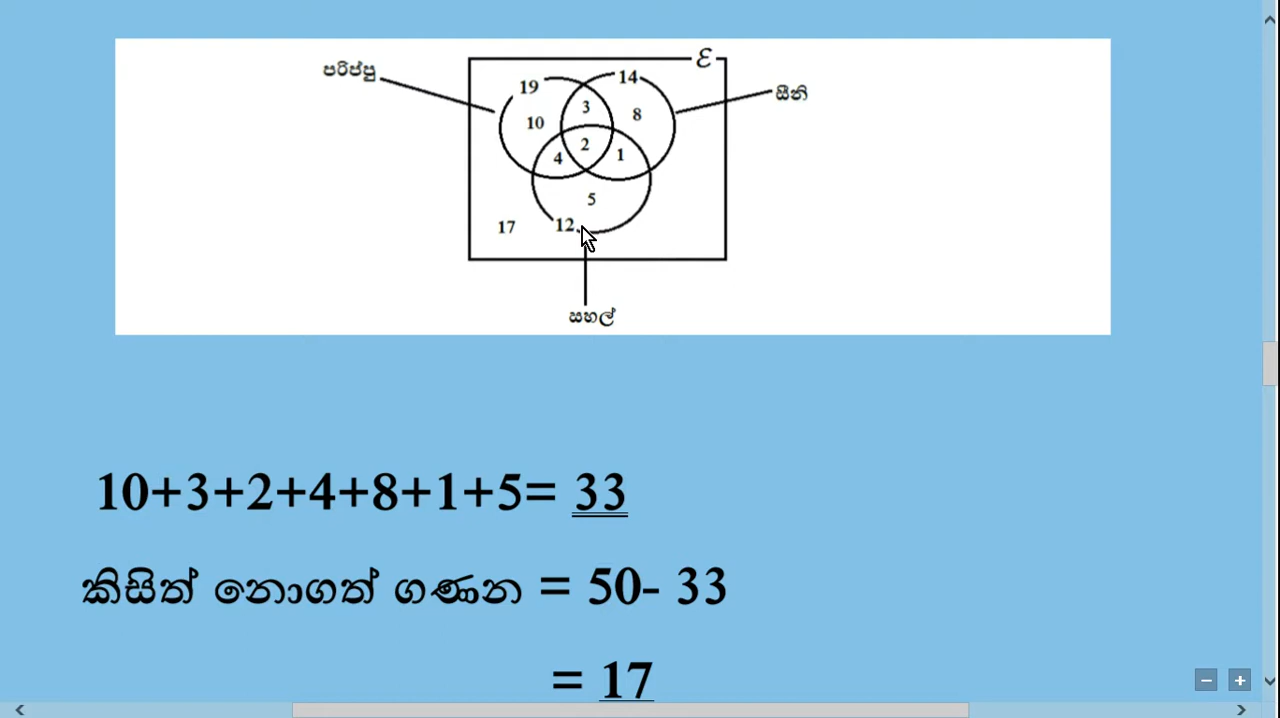 ℰ
පරිප්පු
සීනි
19
14
3
10
8
2
4
1
5
17
12
සහල්
10+3+2+4+8+1+5= 33
කිසිත් නොගත් ගණන = 50- 33
= 17